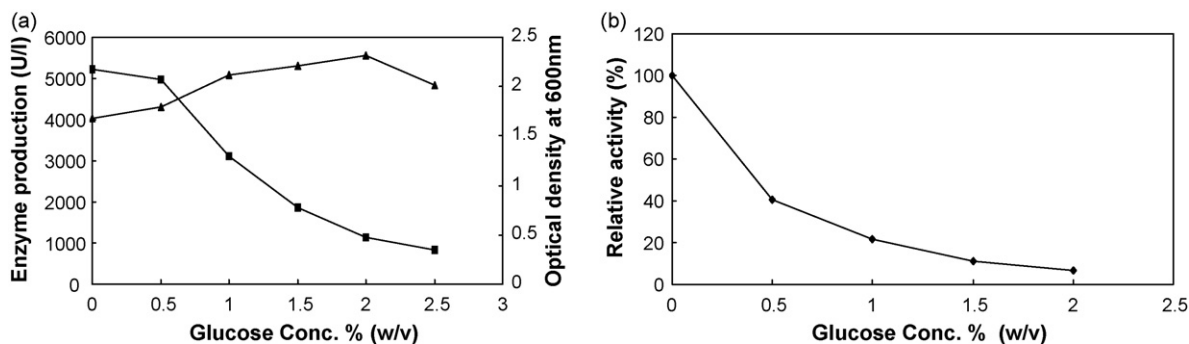 (a)
Enzyme production (U/l)
6000
5000
4000
3000
2000
1000
0
0 0.5 1 1.5 2 2.5 3
Glucose Conc. % (w/v)
2.5
2
1.5
1
0.5
0
Optical density at 600nm
(b)
Relative activity (%)
120
100
80
60
40
20
0
0 0.5 1 1.5 2 2.5
Glucose Conc. % (w/v)